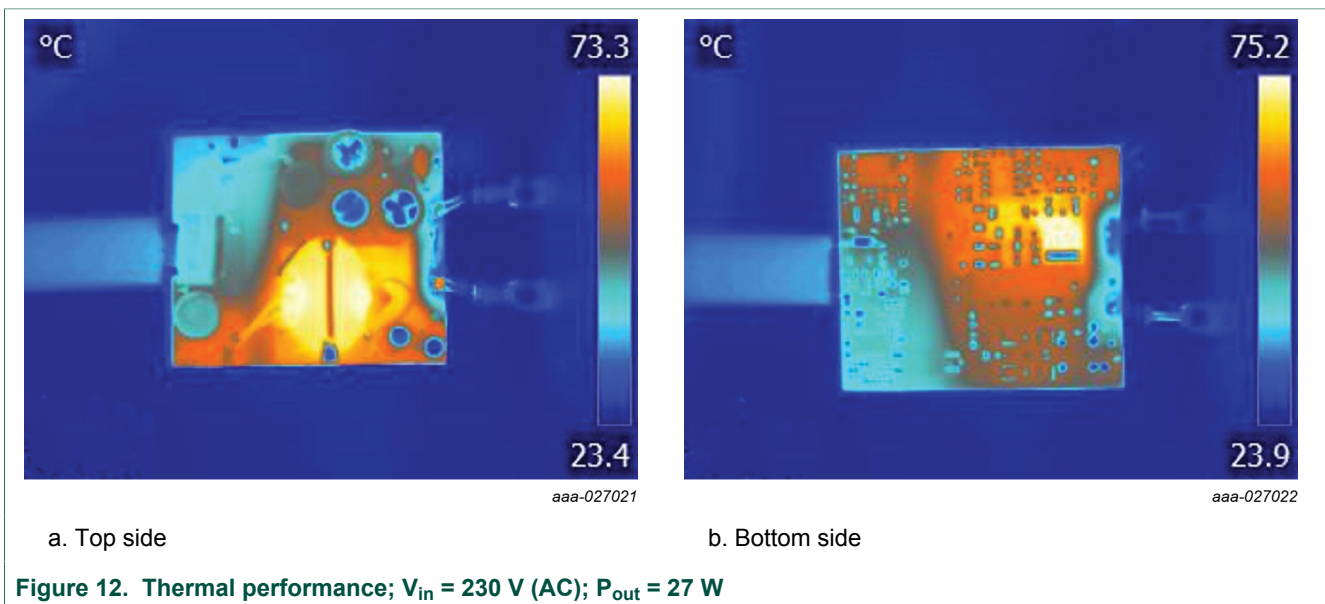 °C 73.3
°C 75.2
23.4
23.9
aaa-027021
aaa-027022
a. Top side
b. Bottom side
Figure 12. Thermal performance; Vin = 230 V (AC); Pout = 27 W